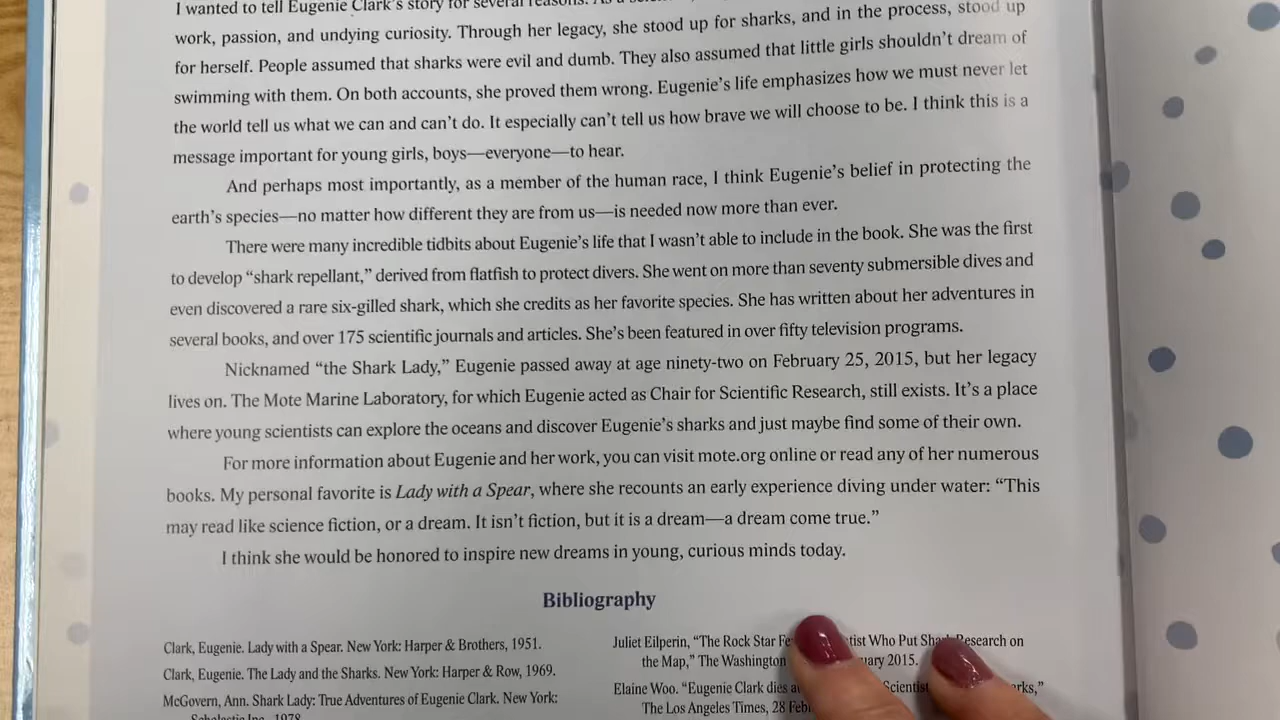 I wanted to tell Eugenie Clark's story for several reasons. As a
work, passion, and undying curiosity. Through her legacy, she stood up for sharks, and in the process, stood up
for herself. People assumed that sharks were evil and dumb. They also assumed that little girls shouldn't dream of
swimming with them. On both accounts, she proved them wrong. Eugenie's life emphasizes how we must never let
the world tell us what we can and can't do. It especially can't tell us how brave we will choose to be. I think this is a
message important for young girls, boys—everyone—to hear.
And perhaps most importantly, as a member of the human race, I think Eugenie's belief in protecting the
earth's species—no matter how different they are from us—is needed now more than ever.
There were many incredible tidbits about Eugenie's life that I wasn't able to include in the book. She was the first
to develop "shark repellant," derived from flatfish to protect divers. She went on more than seventy submersible dives and
even discovered a rare six-gilled shark, which she credits as her favorite species. She has written about her adventures in
several books, and over 175 scientific journals and articles. She's been featured in over fifty television programs.
Nicknamed "the Shark Lady," Eugenie passed away at age ninety-two on February 25, 2015, but her legacy
lives on. The Mote Marine Laboratory, for which Eugenie acted as Chair for Scientific Research, still exists. It's a place
where young scientists can explore the oceans and discover Eugenie's sharks and just maybe find some of their own.
For more information about Eugenie and her work, you can visit mote.org online or read any of her numerous
books. My personal favorite is Lady with a Spear, where she recounts an early experience diving under water: "This
may read like science fiction, or a dream. It isn't fiction, but it is a dream—a dream come true."
I think she would be honored to inspire new dreams in young, curious minds today.
Bibliography
Clark, Eugenie. Lady with a Spear. New York: Harper & Brothers, 1951.
Clark, Eugenie. The Lady and the Sharks. New York: Harper & Row, 1969.
McGovern, Ann. Shark Lady: True Adventures of Eugenie Clark. New York:
Scholastic Inc., 1978.
Juliet Eilperin, "The Rock Star Who Put Shark Research on
the Map," The Washington 2015.
Elaine Woo. "Eugenie Clark dies
The Los Angeles Times, 28